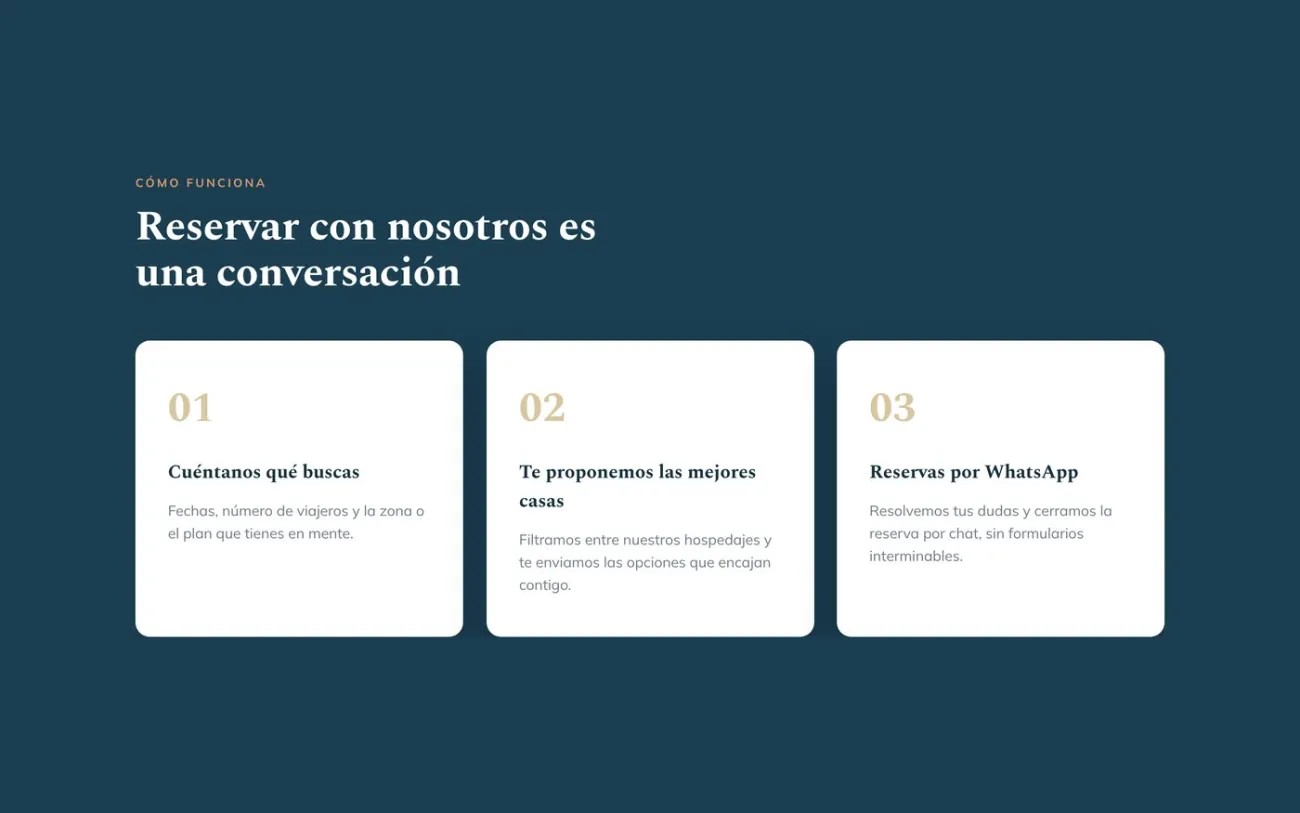 CÓMO FUNCIONA
Reservar con nosotros es
una conversación
01
Cuéntanos qué buscas
Fechas, número de viajeros y la zona o
el plan que tienes en mente.
02
Te proponemos las mejores
casas
Filtramos entre nuestros hospedajes y
te enviamos las opciones que encajan
contigo.
03
Reservas por WhatsApp
Resolvemos tus dudas y cerramos la
reserva por chat, sin formularios
interminables.